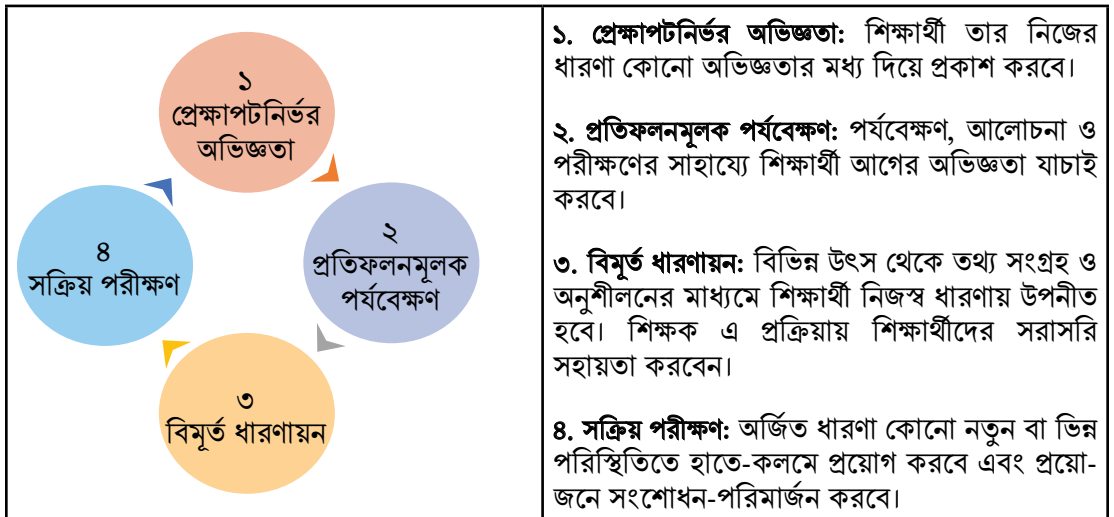 ১
প্রেক্ষাপটনির্ভর
অভিজ্ঞতা
২
প্রতিফলনমূলক
পর্যবেক্ষণ
৩
বিমূর্ত ধারণায়ন
৪
সক্রিয় পরীক্ষণ
১. প্রেক্ষাপটনির্ভর অভিজ্ঞতা: শিক্ষার্থী তার নিজের
ধারণা কোনো অভিজ্ঞতার মধ্য দিয়ে প্রকাশ করবে।
২. প্রতিফলনমূলক পর্যবেক্ষণ: পর্যবেক্ষণ, আলোচনা ও
পরীক্ষণের সাহায্যে শিক্ষার্থী আগের অভিজ্ঞতা যাচাই
করবে।
৩. বিমূর্ত ধারণায়ন: বিভিন্ন উৎস থেকে তথ্য সংগ্রহ ও
অনুশীলনের মাধ্যমে শিক্ষার্থী নিজস্ব ধারণায় উপনীত
হবে। শিক্ষক এ প্রক্রিয়ায় শিক্ষার্থীদের সরাসরি
সহায়তা করবেন।
৪. সক্রিয় পরীক্ষণ: অর্জিত ধারণা কোনো নতুন বা ভিন্ন
পরিস্থিতিতে হাতে-কলমে প্রয়োগ করবে এবং প্রয়ো-
জনে সংশোধন-পরিমার্জন করবে।